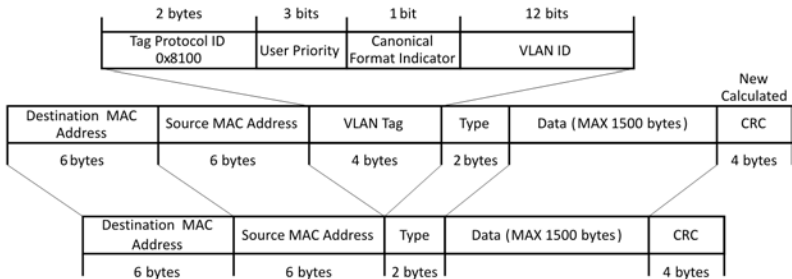 2 bytes 3 bits 1 bit 12 bits
Tag Protocol ID
0x8100
User Priority
Canonical
Format Indicator
VLAN ID
New
Calculated
Destination MAC
Address
Source MAC Address
VLAN Tag
Type
Data (MAX 1500 bytes)
CRC
6 bytes 6 bytes 4 bytes 2 bytes 4 bytes
Destination MAC
Address
Source MAC Address
Type
Data (MAX 1500 bytes)
CRC
6 bytes 6 bytes 2 bytes 4 bytes